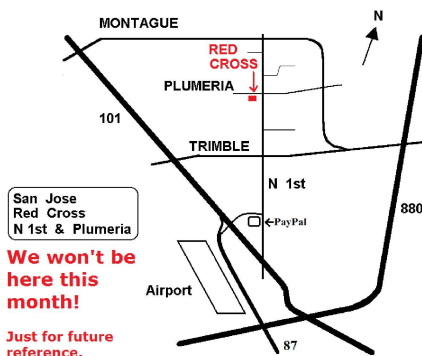 MONTAGUE
N
RED
CROSS
PLUMERIA
101
TRIMBLE
N 1st
880
San Jose
Red Cross
N 1st & Plumeria
←PayPal
We won't be
here this
month!
Airport
Just for future
reference.
87